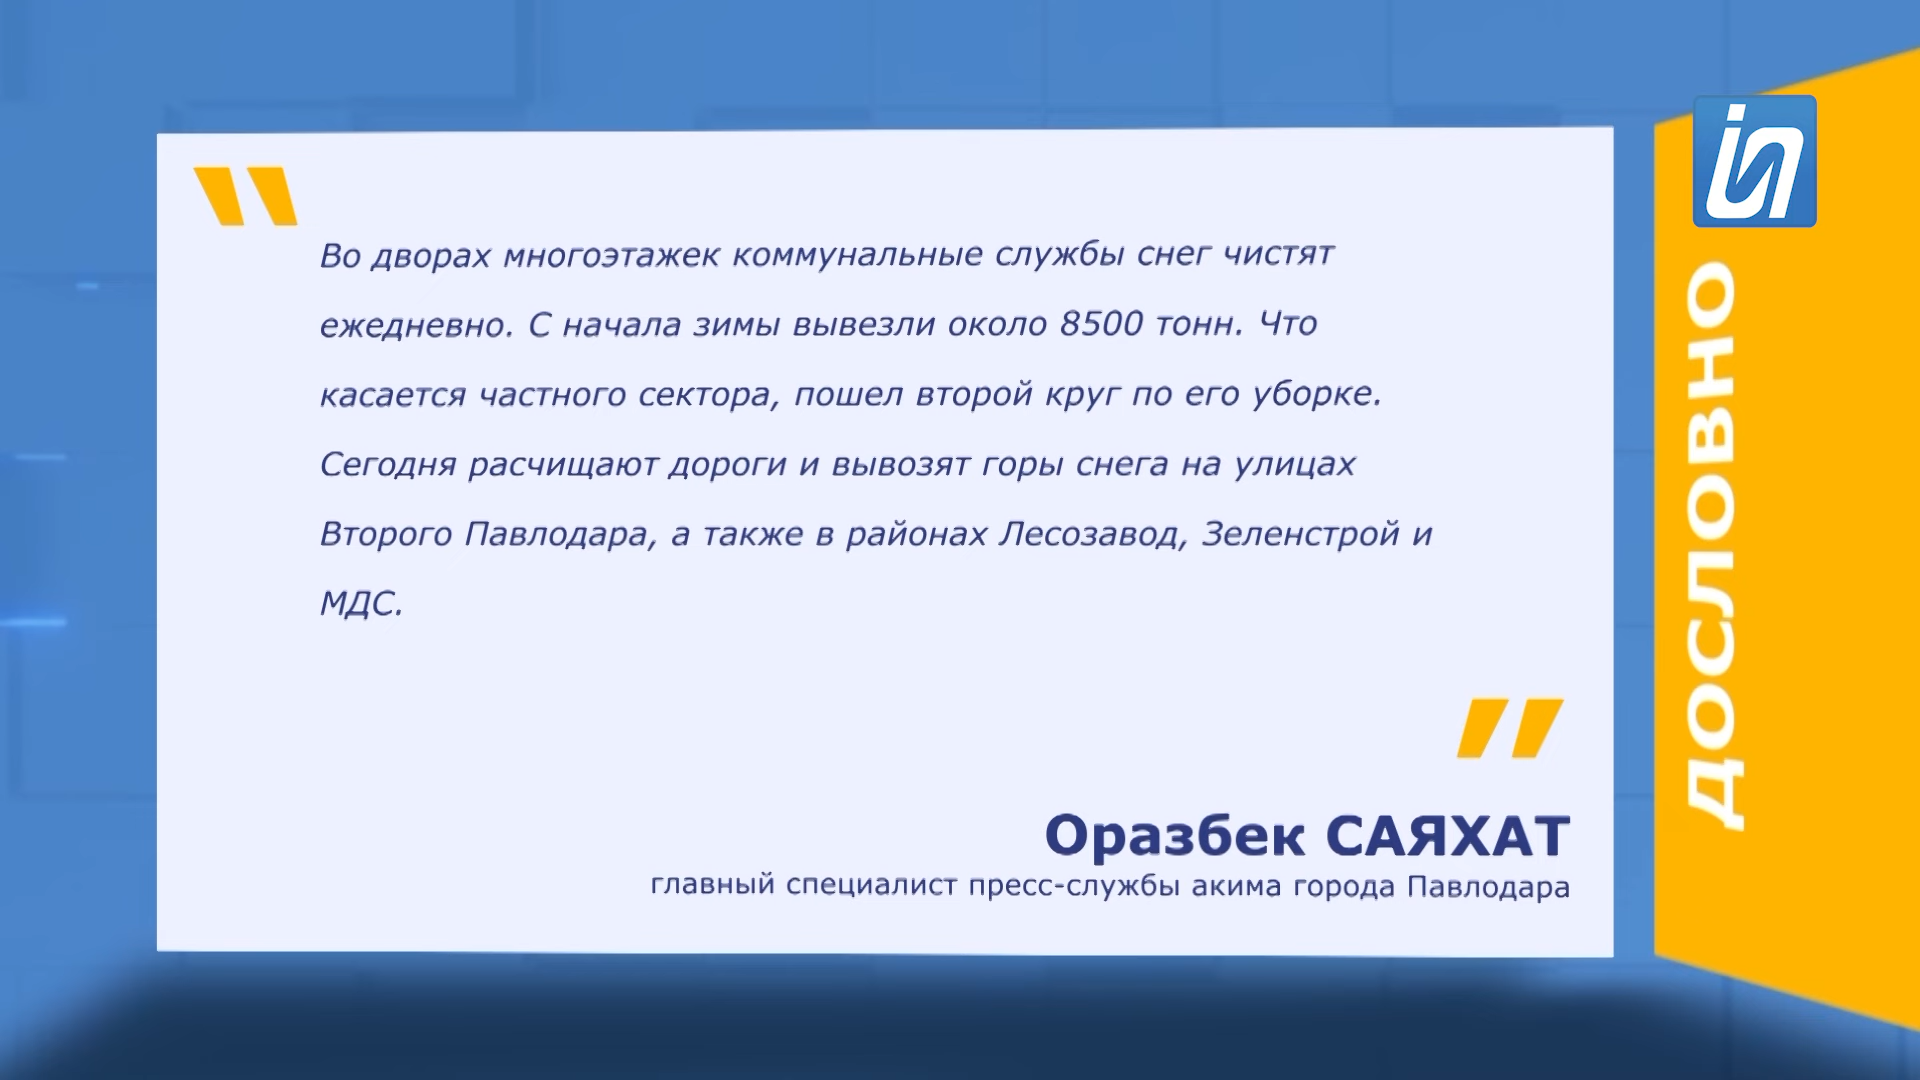 Во дворах многоэтажек коммунальные службы снег чистят
ежедневно. С начала зимы вывезли около 8500 тонн. Что
касается частного сектора, пошел второй круг по его уборке.
Сегодня расчищают дороги и вывозят горы снега на улицах
Второго Павлодара, а также в районах Лесозавод, Зеленстрой и
МДС.
Оразбек САЯХАТ
главный специалист пресс-службы акима города Павлодара
ДОСЛОВНО